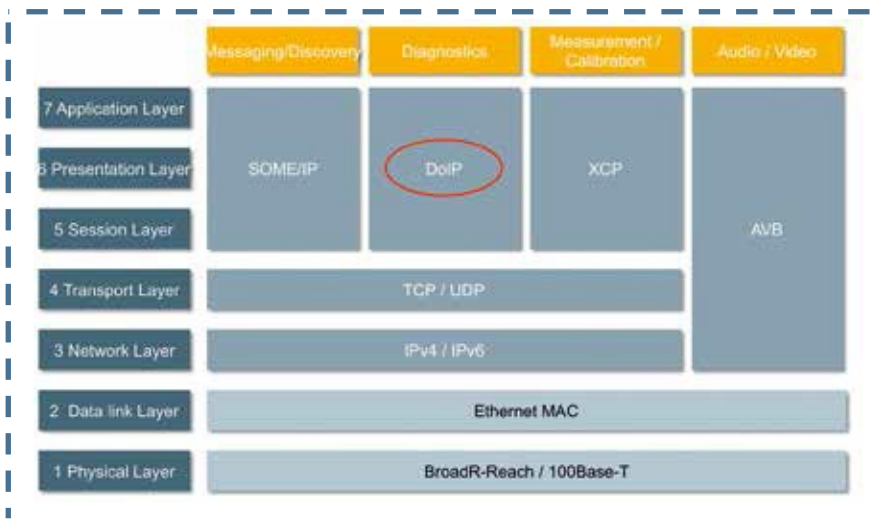 Messaging/Discovery
Diagnostics
Measurement /
Calibration
Audio / Video
7 Application Layer
6 Presentation Layer
SOME/IP
DoIP
XCP
5 Session Layer
AVB
4 Transport Layer
TCP / UDP
3 Network Layer
IPv4 / IPv6
2 Data link Layer
Ethernet MAC
1 Physical Layer
BroadR-Reach / 100Base-T